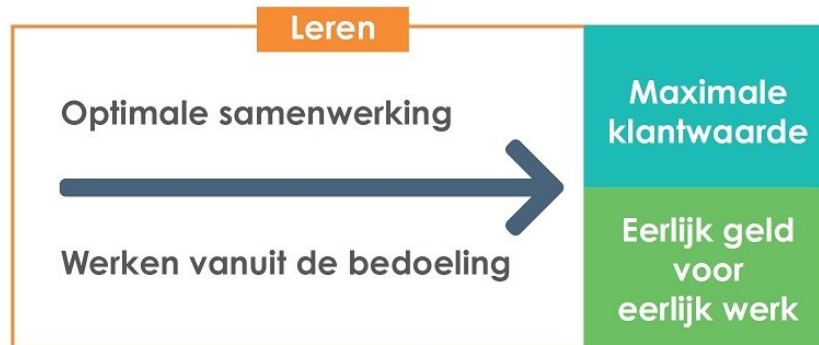 Leren
Optimale samenwerking
Werken vanuit de bedoeling
Maximale
klantwaarde
Eerlijk geld
voor
eerlijk werk